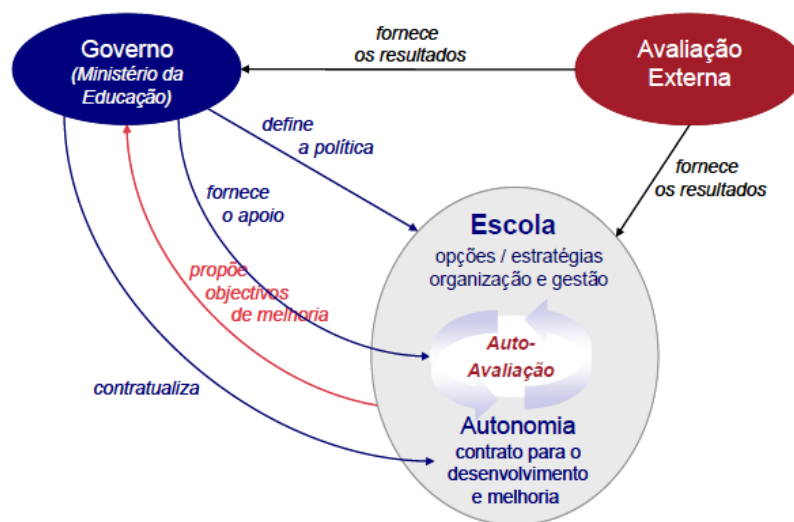 Governo
(Ministério da
Educação)
fornece
os resultados
Avaliação
Externa
define
a política
fornece
os resultados
fornece
o apoio
Escola
opções / estratégias
organização e gestão
propõe
objectivos
de melhoria
Auto-
Avaliação
contratualiza
Autonomia
contrato para o
desenvolvimento
e melhoria